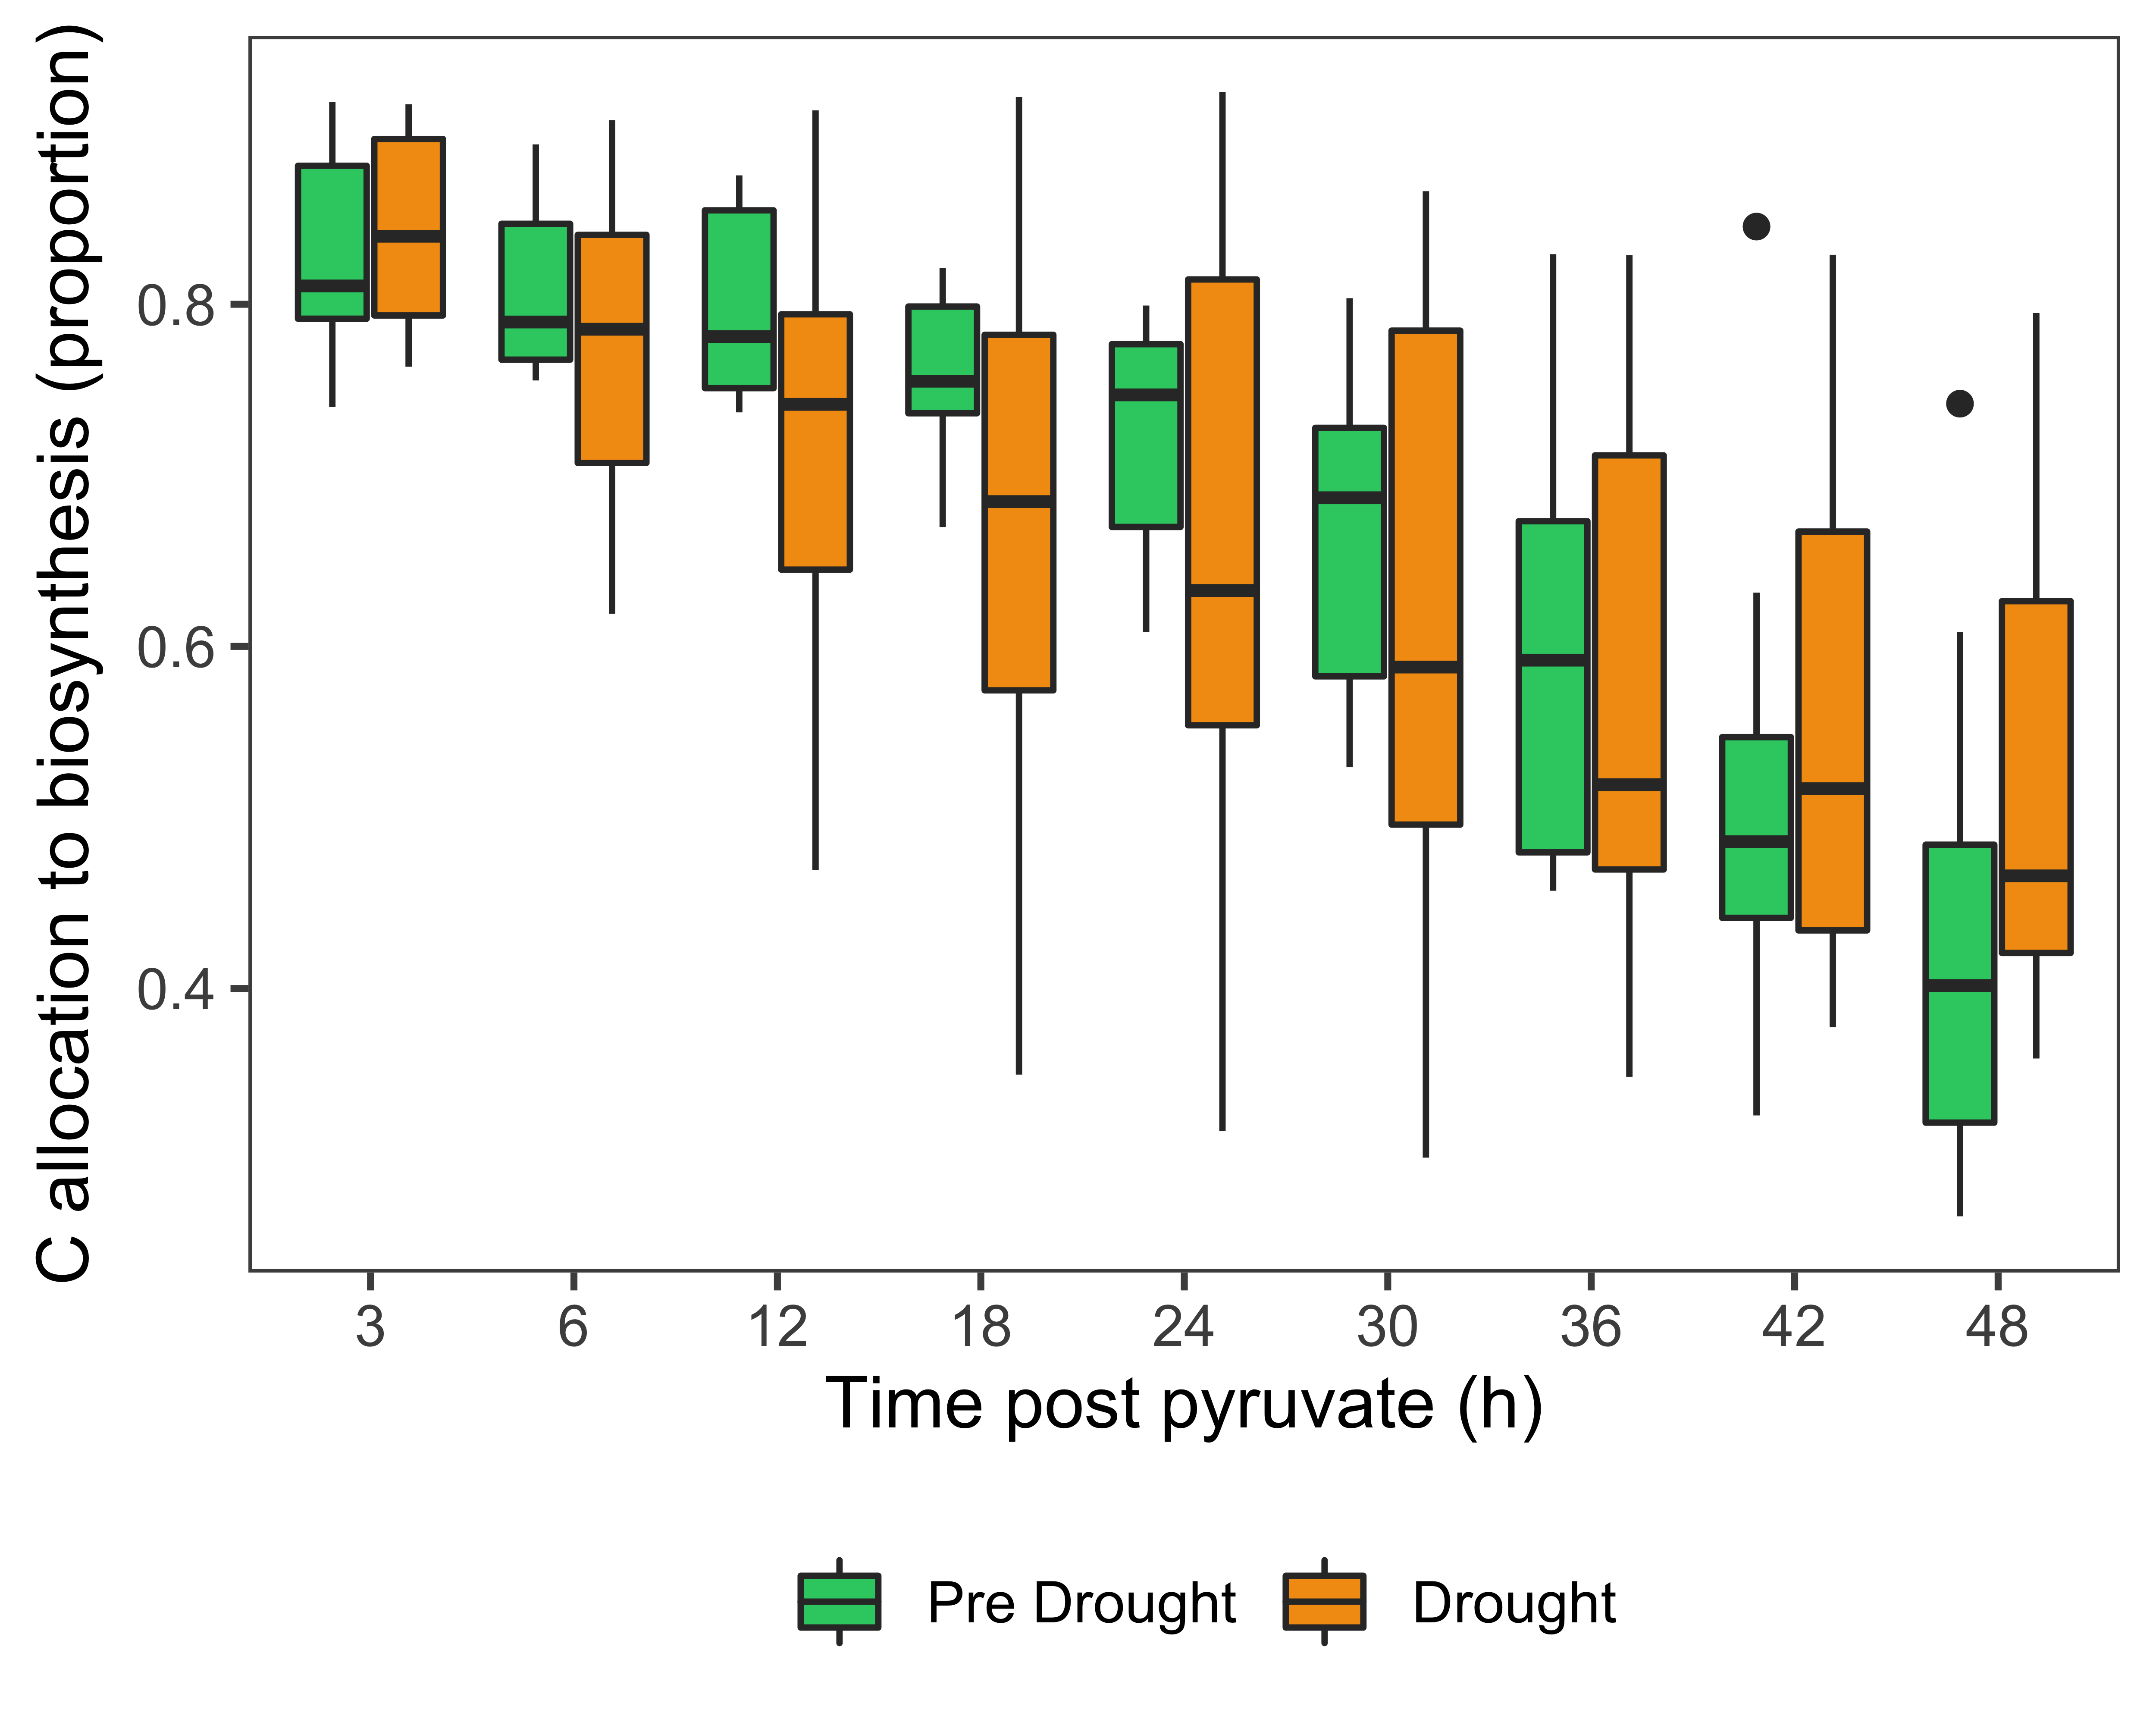 C allocation to biosynthesis (proportion)
0.8
0.6
0.4
3 6 12 18 24 30 36 42 48
Time post pyruvate (h)
Pre Drought Drought